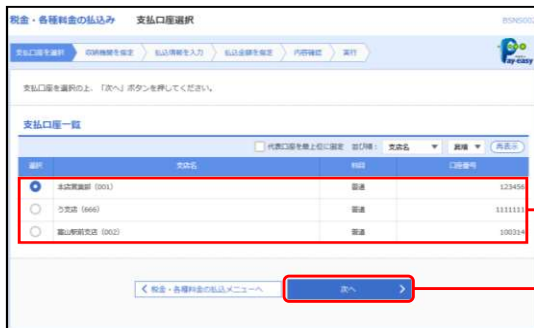 税金・各種料金の払込み 支払口座選択 BSNS002
支払口座を選択 収納機関を指定 払込情報を入力 払込金額を指定 内容確認 実行
Pay-easy
支払口座を選択の上、「次へ」ボタンを押してください。
支払口座一覧
代表口座を最上位に固定 並び順： 支店名 昇順 再表示
選択 支店名 科目 口座番号
本店営業部 (001) 普通 123456
う支店 (666) 普通 1111111
富山駅前支店 (002) 普通 100314
税金・各種料金の払込メニューへ 次へ